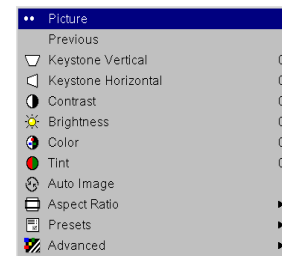 Picture
Previous
Keystone Vertical
Keystone Horizontal
Contrast
Brightness
Color
Tint
Auto Image
Aspect Ratio
Presets
Advanced